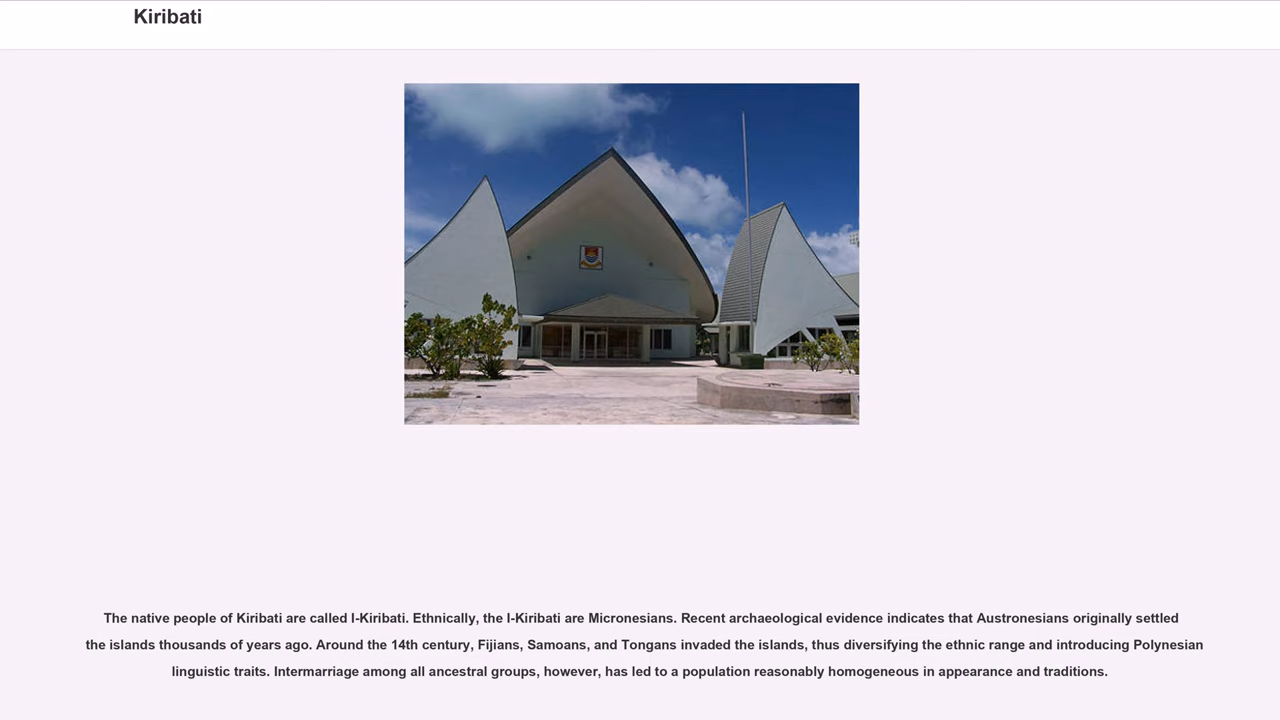 Kiribati
The native people of Kiribati are called I-Kiribati. Ethnically, the I-Kiribati are Micronesians. Recent archaeological evidence indicates that Austronesians originally settled
the islands thousands of years ago. Around the 14th century, Fijians, Samoans, and Tongans invaded the islands, thus diversifying the ethnic range and introducing Polynesian
linguistic traits. Intermarriage among all ancestral groups, however, has led to a population reasonably homogeneous in appearance and traditions.